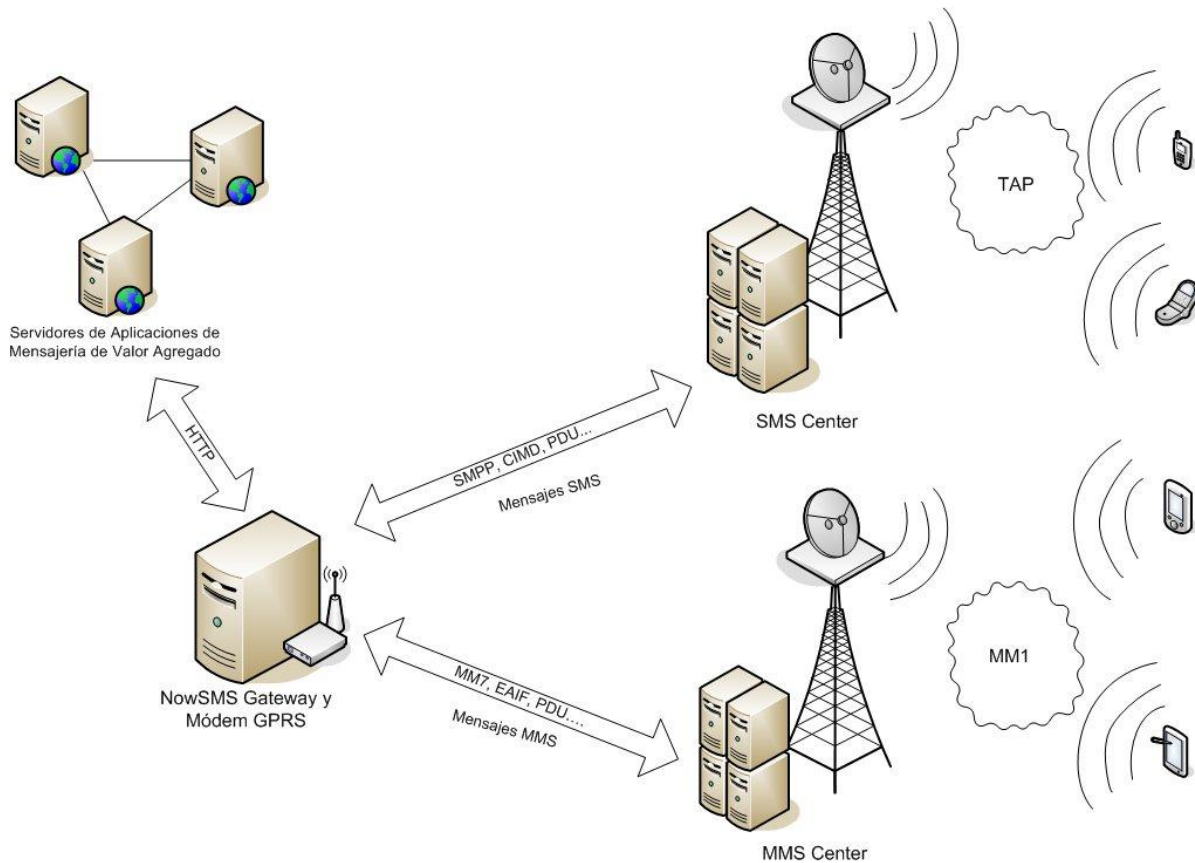 Servidores de Aplicaciones de
Mensajería de Valor Agregado
HTTP
NowSMS Gateway y
Módem GPRS
SMPP, CIMD, PDU...
Mensajes SMS
MM7, EAIF, PDU....
Mensajes MMS
SMS Center
TAP
MMS Center
MM1